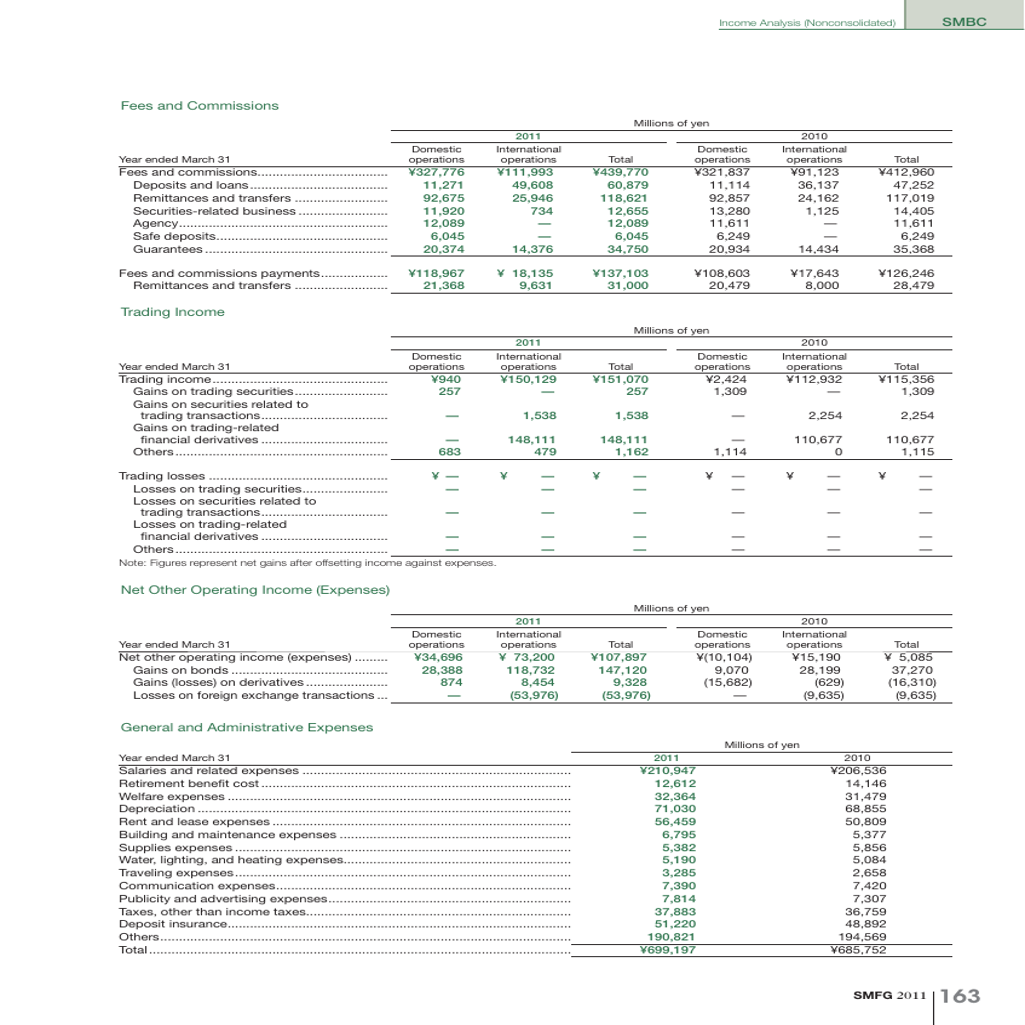 Income Analysis (Nonconsolidated) SMBC
Fees and Commissions
Millions of yen
2011 2010
Domestic International Domestic International
Year ended March 31 operations operations Total operations operations Total
Fees and commissions................................... ¥327,776 ¥111,993 ¥439,770 ¥321,837 ¥91,123 ¥412,960
Deposits and loans..................................... 11,271 49,608 60,879 11,114 36,137 47,252
Remittances and transfers ......................... 92,675 25,946 118,621 92,857 24,162 117,019
Securities-related business ........................ 11,920 734 12,655 13,280 1,125 14,405
Agency........................................................ 12,089 — 12,089 11,611 — 11,611
Safe deposits.............................................. 6,045 — 6,045 6,249 — 6,249
Guarantees ................................................. 20,374 14,376 34,750 20,934 14,434 35,368
Fees and commissions payments.................. ¥118,967 ¥ 18,135 ¥137,103 ¥108,603 ¥17,643 ¥126,246
Remittances and transfers ......................... 21,368 9,631 31,000 20,479 8,000 28,479
Trading Income
Millions of yen
2011 2010
Domestic International Domestic International
Year ended March 31 operations operations Total operations operations Total
Trading income............................................... ¥940 ¥150,129 ¥151,070 ¥2,424 ¥112,932 ¥115,356
Gains on trading securities......................... 257 — 257 1,309 — 1,309
Gains on securities related to
trading transactions.................................. — 1,538 1,538 — 2,254 2,254
Gains on trading-related
financial derivatives .................................. — 148,111 148,111 — 110,677 110,677
Others......................................................... 683 479 1,162 1,114 0 1,115
Trading losses ................................................ ¥ — ¥ — ¥ — ¥ — ¥ — ¥ —
Losses on trading securities....................... — — — — — —
Losses on securities related to
trading transactions.................................. — — — — — —
Losses on trading-related
financial derivatives .................................. — — — — — —
Others......................................................... — — — — — —
Note: Figures represent net gains after offsetting income against expenses.
Net Other Operating Income (Expenses)
Millions of yen
2011 2010
Domestic International Domestic International
Year ended March 31 operations operations Total operations operations Total
Net other operating income (expenses) ......... ¥34,696 ¥ 73,200 ¥107,897 ¥(10,104) ¥15,190 ¥ 5,085
Gains on bonds .......................................... 28,388 118,732 147,120 9,070 28,199 37,270
Gains (losses) on derivatives ...................... 874 8,454 9,328 (15,682) (629) (16,310)
Losses on foreign exchange transactions ... — (53,976) (53,976) — (9,635) (9,635)
General and Administrative Expenses
Millions of yen
Year ended March 31 2011 2010
Salaries and related expenses ........................................................................ ¥210,947 ¥206,536
Retirement benefit cost................................................................................... 12,612 14,146
Welfare expenses ............................................................................................ 32,364 31,479
Depreciation .................................................................................................... 71,030 68,855
Rent and lease expenses ................................................................................ 56,459 50,809
Building and maintenance expenses .............................................................. 6,795 5,377
Supplies expenses .......................................................................................... 5,382 5,856
Water, lighting, and heating expenses............................................................. 5,190 5,084
Traveling expenses.......................................................................................... 3,285 2,658
Communication expenses............................................................................... 7,390 7,420
Publicity and advertising expenses................................................................. 7,814 7,307
Taxes, other than income taxes....................................................................... 37,883 36,759
Deposit insurance............................................................................................ 51,220 48,892
Others.............................................................................................................. 190,821 194,569
Total................................................................................................................. ¥699,197 ¥685,752
SMFG 2011 163